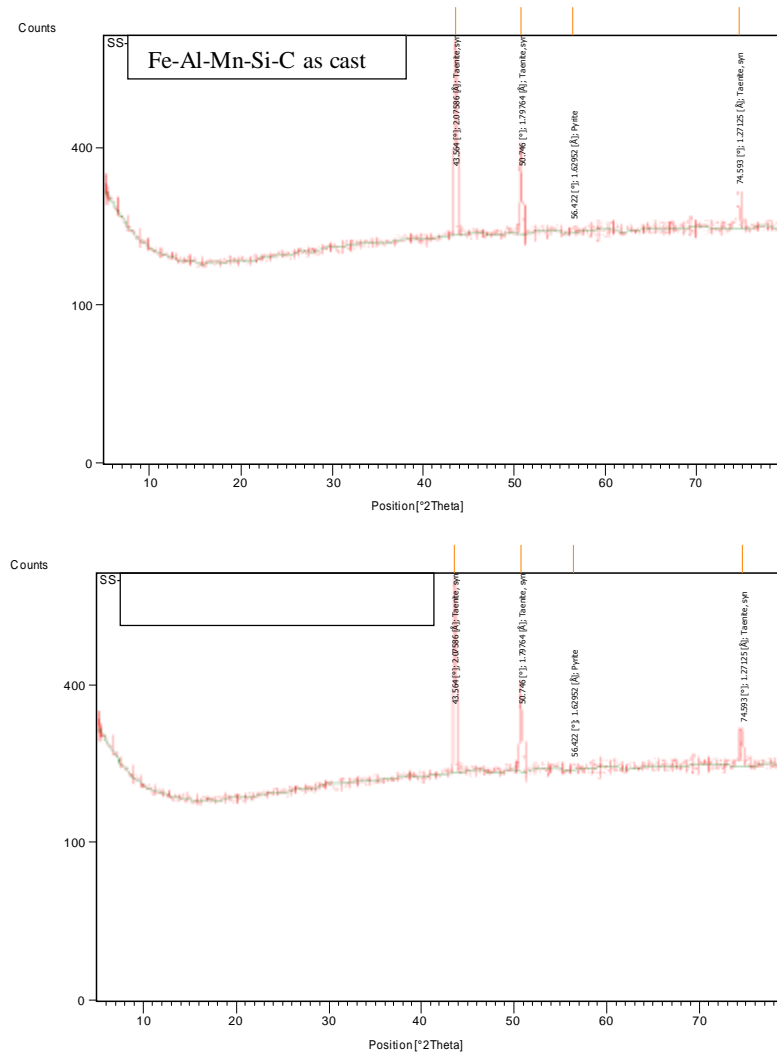 Counts
SS-
Fe-Al-Mn-Si-C as cast
43.564 [°]; 2.07586 [Å]; Taenite, syn
50.746 [°]; 1.79764 [Å]; Taenite, syn
56.422 [°]; 1.62952 [Å]; Pyrite
74.593 [°]; 1.27125 [Å]; Taenite, syn
400
100
0
10 20 30 40 50 60 70
Position [°2Theta]
Counts
SS-
43.564 [°]; 2.07586 [Å]; Taenite, syn
50.746 [°]; 1.79764 [Å]; Taenite, syn
56.422 [°]; 1.62952 [Å]; Pyrite
74.593 [°]; 1.27125 [Å]; Taenite, syn
400
100
0
10 20 30 40 50 60 70
Position [°2Theta]